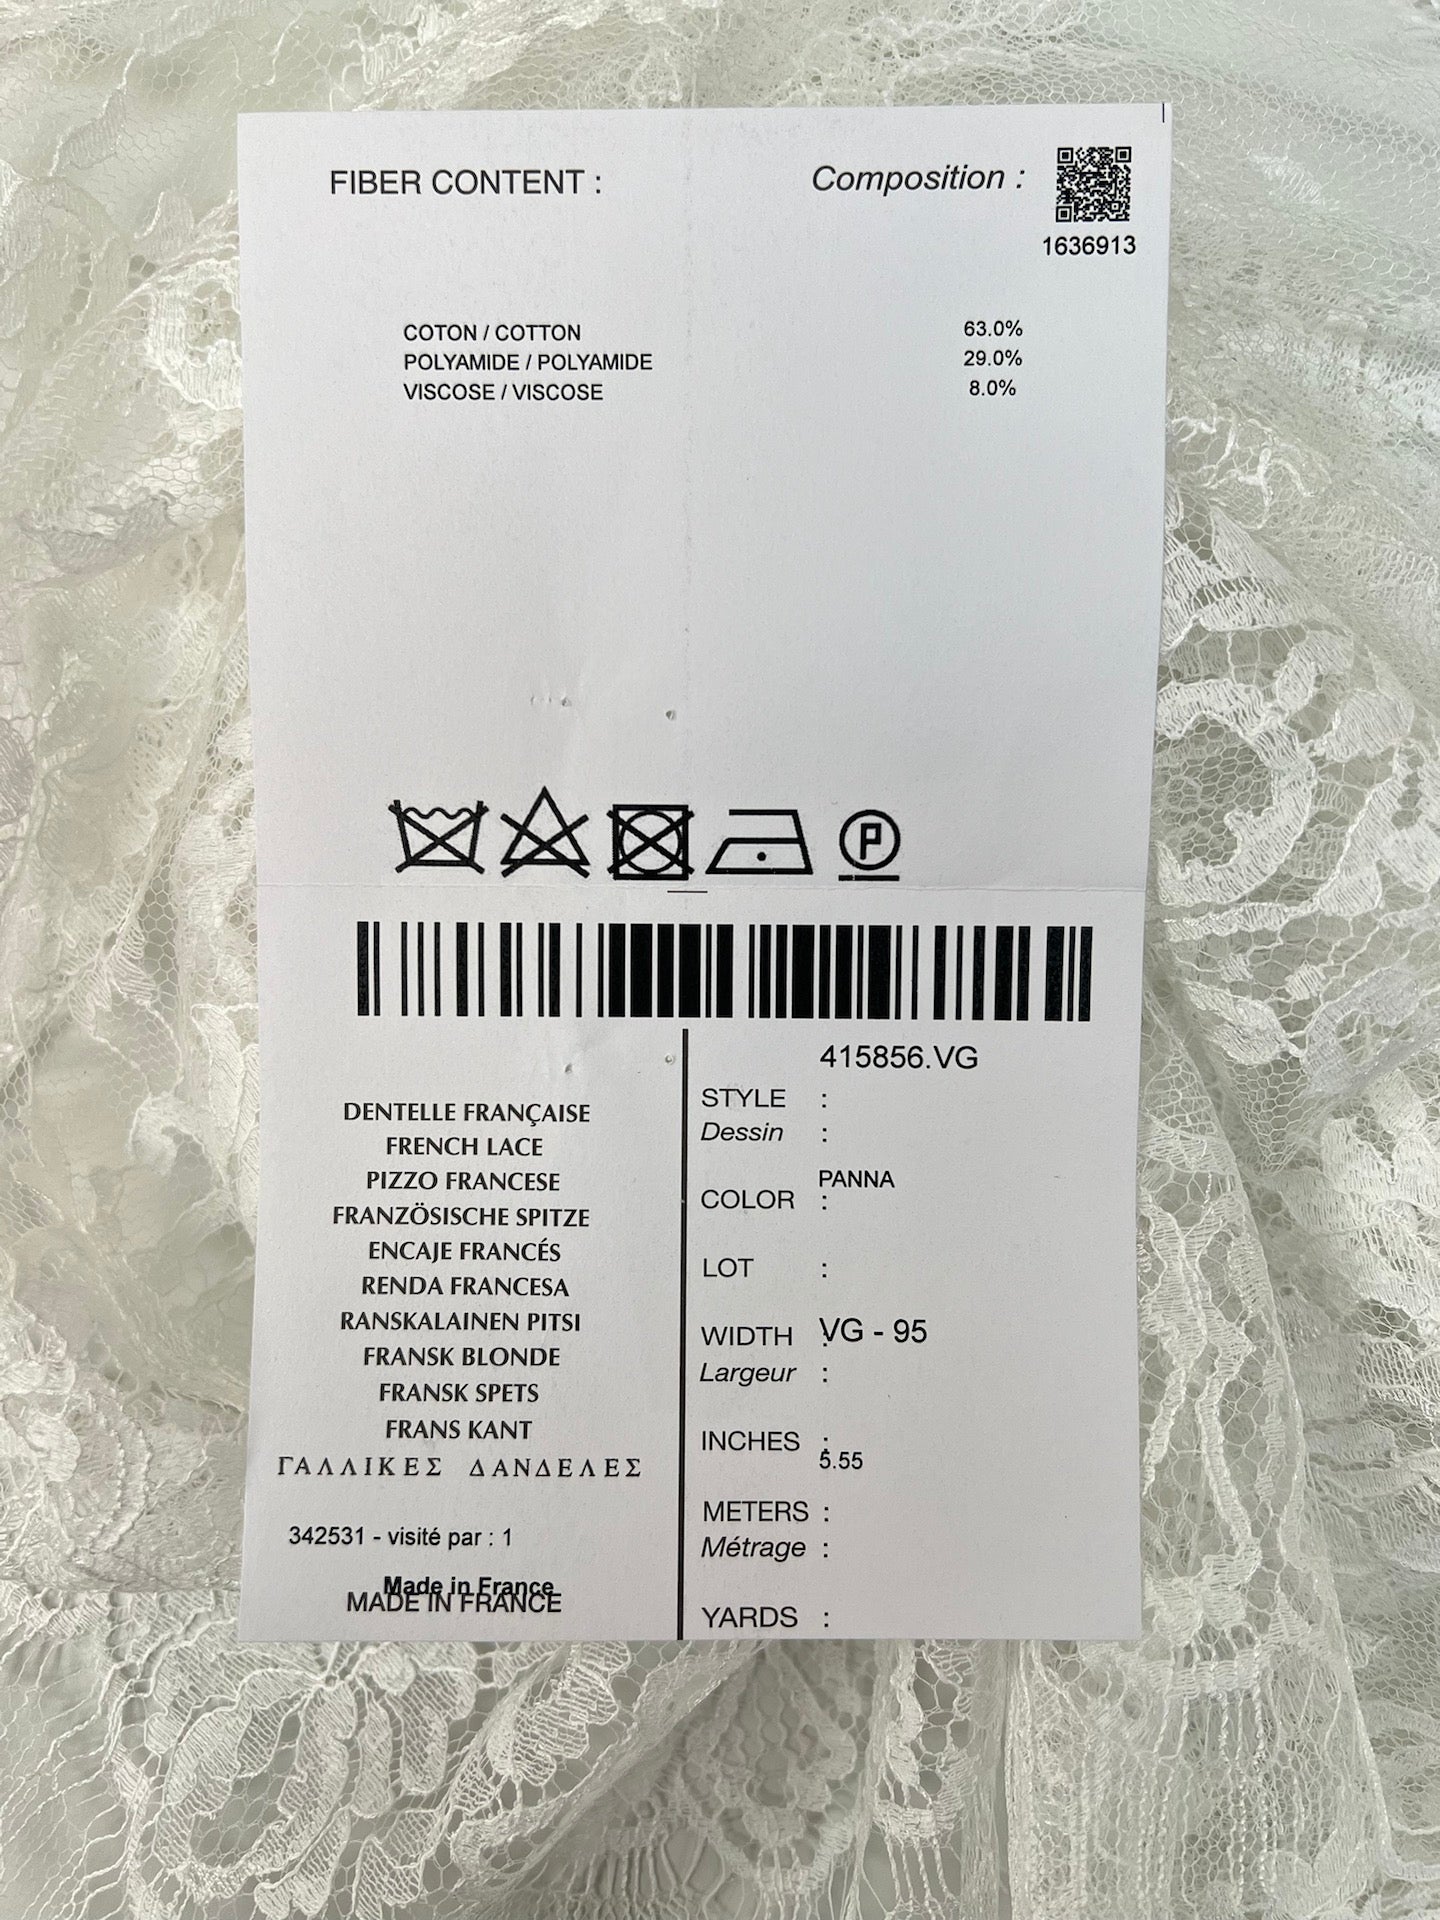 FIBER CONTENT :
Composition :
1636913
COTON / COTTON 63.0%
POLYAMIDE / POLYAMIDE 29.0%
VISCOSE / VISCOSE 8.0%
P
DENTELLE FRANÇAISE
FRENCH LACE
PIZZO FRANCESE
FRANZÖSISCHE SPITZE
ENCAJE FRANCÉS
RENDA FRANCESA
RANSKALAINEN PITSI
FRANSK BLONDE
FRANSK SPETS
FRANS KANT
ΓΑΛΛΙΚΕΣ ΔΑΝΔΕΛΕΣ
342531 - visité par : 1
Made in France
MADE IN FRANCE
415856.VG
STYLE :
Dessin :
PANNA
COLOR :
LOT :
WIDTH : VG - 95
Largeur :
INCHES :
5.55
METERS :
Métrage :
YARDS :